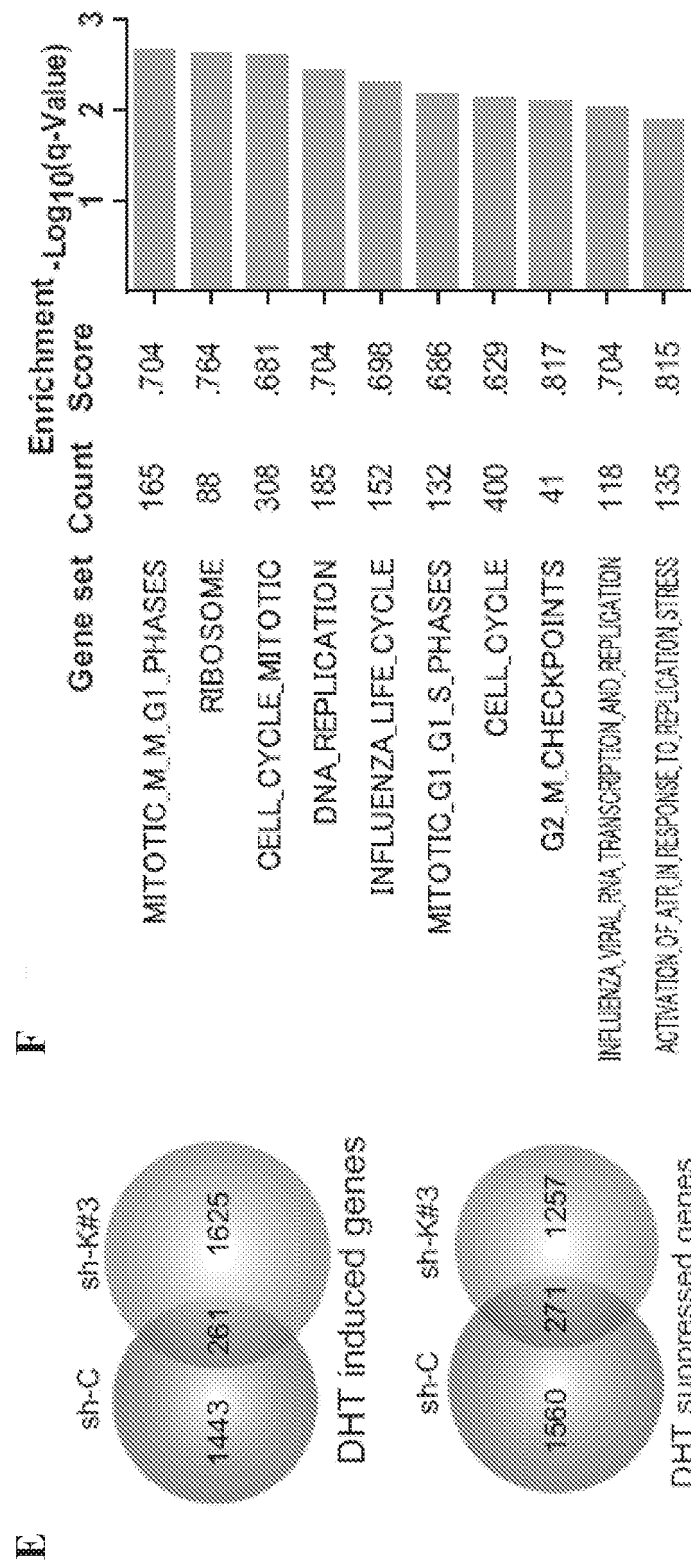 E
sh-C sh-K#3
1443 261 1625
DHT induced genes
sh-C sh-K#3
1560 271 1257
DHT suppressed genes
F
Enrichment -Log10(q-Value)
Gene set Count Score 1 2 3
MITOTIC_M_M_G1_PHASES 165 .704
RIBOSOME 88 .764
CELL_CYCLE_MITOTIC 308 .681
DNA_REPLICATION 185 .704
INFLUENZA_LIFE_CYCLE 152 .698
MITOTIC_G1_G1_S_PHASES 132 .686
CELL_CYCLE 400 .629
G2_M_CHECKPOINTS 41 .817
INFLUENZA_VIRAL_RNA_TRANSCRIPTION_AND_REPLICATION 118 .704
ACTIVATION_OF_ATR_IN_RESPONSE_TO_REPLICATION_STRESS 135 .815